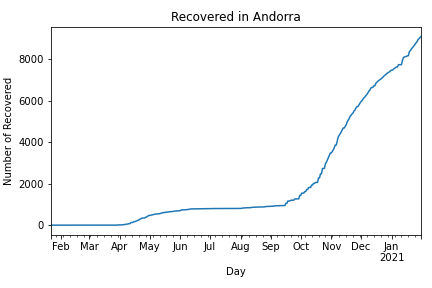 Recovered in Andorra
Number of Recovered
8000
6000
4000
2000
0
Feb Mar Apr May Jun Jul Aug Sep Oct Nov Dec Jan
2021
Day